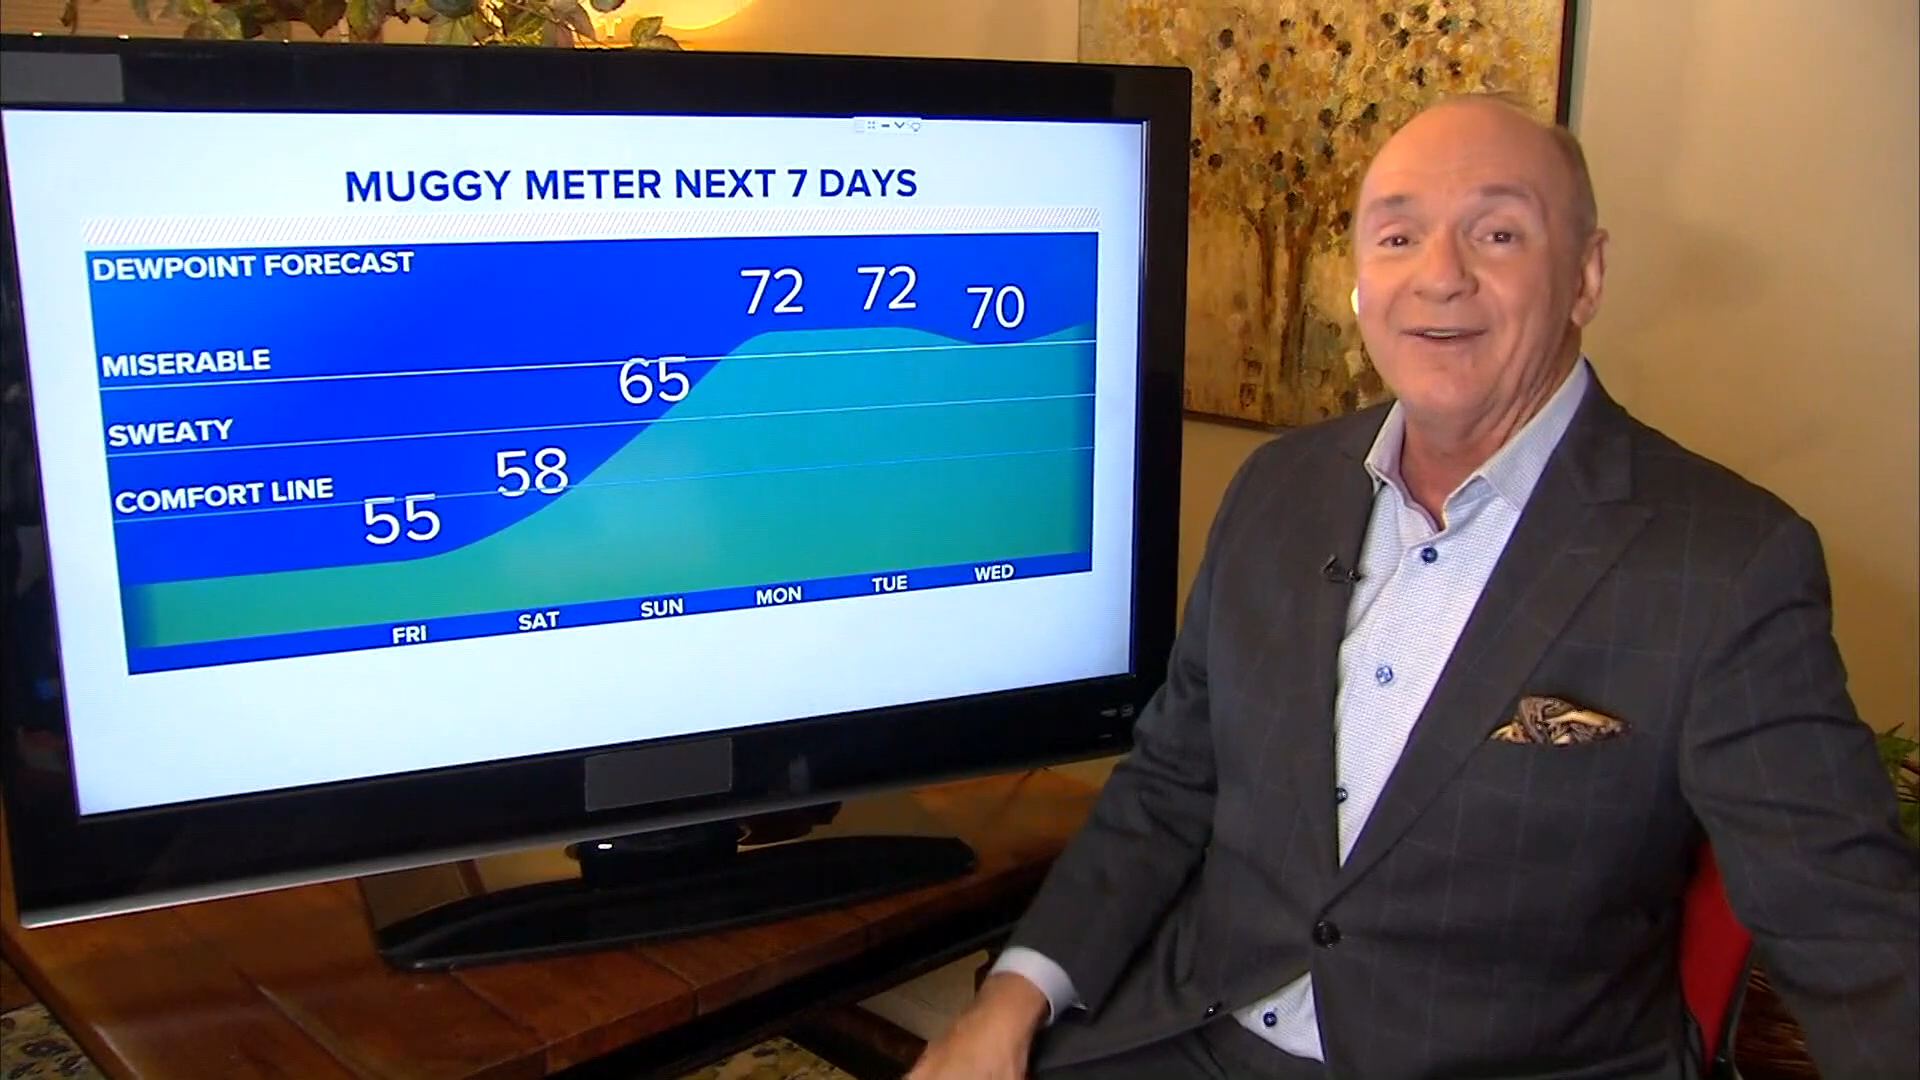 MUGGY METER NEXT 7 DAYS
DEWPOINT FORECAST
72 72 70
MISERABLE
65
SWEATY
58
COMFORT LINE
55
FRI SAT SUN MON TUE WED